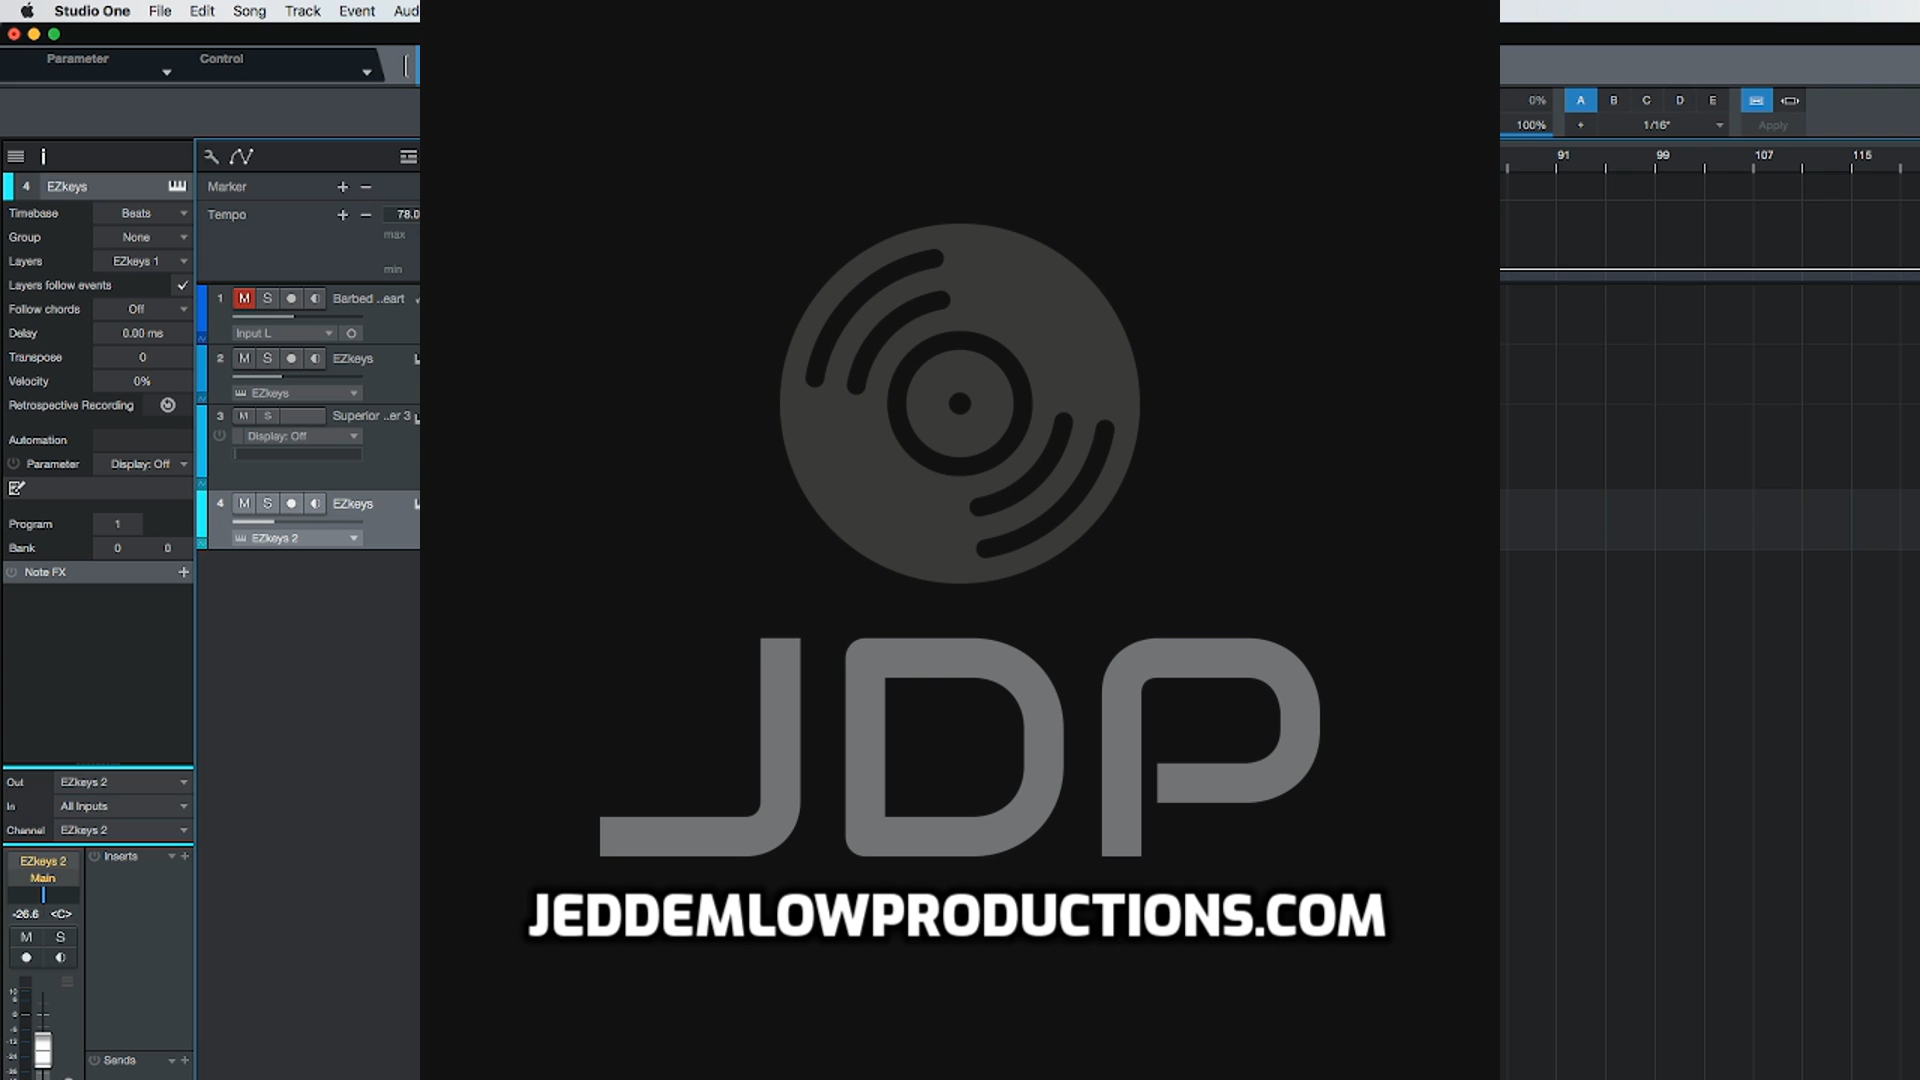 Studio One File Edit Song Track Event Aud
Parameter Control
0% A B C D E
100% + 1/16* Apply
91 99 107 115
i
4 EZkeys
Timebase Beats
Group None
Layers EZkeys 1
Layers follow events
Follow chords Off
Delay 0.00 ms
Transpose 0
Velocity 0%
Retrospective Recording
Automation
Parameter Display: Off
Program 1
Bank 0 0
Note FX +
Out EZkeys 2
In All Inputs
Channel EZkeys 2
EZkeys 2
Main
-26.6 <C>
M S
Inserts
Sends
Marker + −
Tempo + − 78.0
max
min
1 M S Barbed ..eart
Input L
2 M S EZkeys
EZkeys
3 M S Superior ..er 3
Display: Off
4 M S EZkeys
EZkeys 2
JDP
JEDDEMLOWPRODUCTIONS.COM